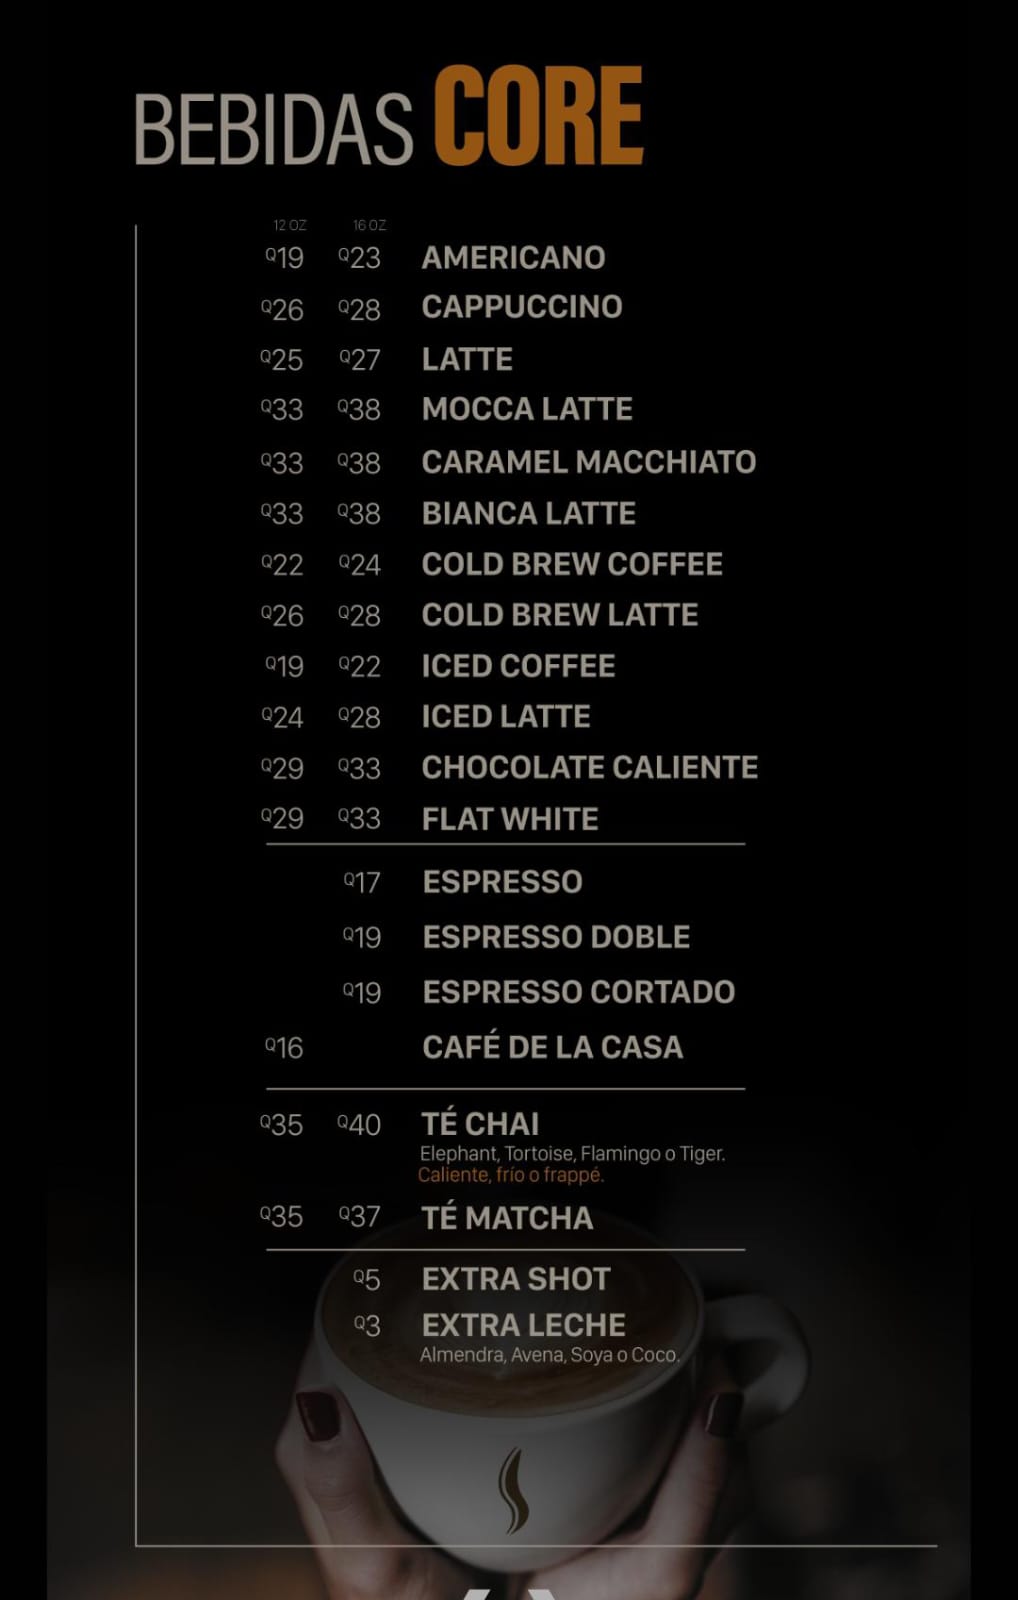 BEBIDAS CORE
12 OZ 16 OZ
Q19 Q23 AMERICANO
Q26 Q28 CAPPUCCINO
Q25 Q27 LATTE
Q33 Q38 MOCCA LATTE
Q33 Q38 CARAMEL MACCHIATO
Q33 Q38 BIANCA LATTE
Q22 Q24 COLD BREW COFFEE
Q26 Q28 COLD BREW LATTE
Q19 Q22 ICED COFFEE
Q24 Q28 ICED LATTE
Q29 Q33 CHOCOLATE CALIENTE
Q29 Q33 FLAT WHITE
Q17 ESPRESSO
Q19 ESPRESSO DOBLE
Q19 ESPRESSO CORTADO
Q16 CAFÉ DE LA CASA
Q35 Q40 TÉ CHAI
Elephant, Tortoise, Flamingo o Tiger.
Caliente, frío o frappé.
Q35 Q37 TÉ MATCHA
Q5 EXTRA SHOT
Q3 EXTRA LECHE
Almendra, Avena, Soya o Coco.